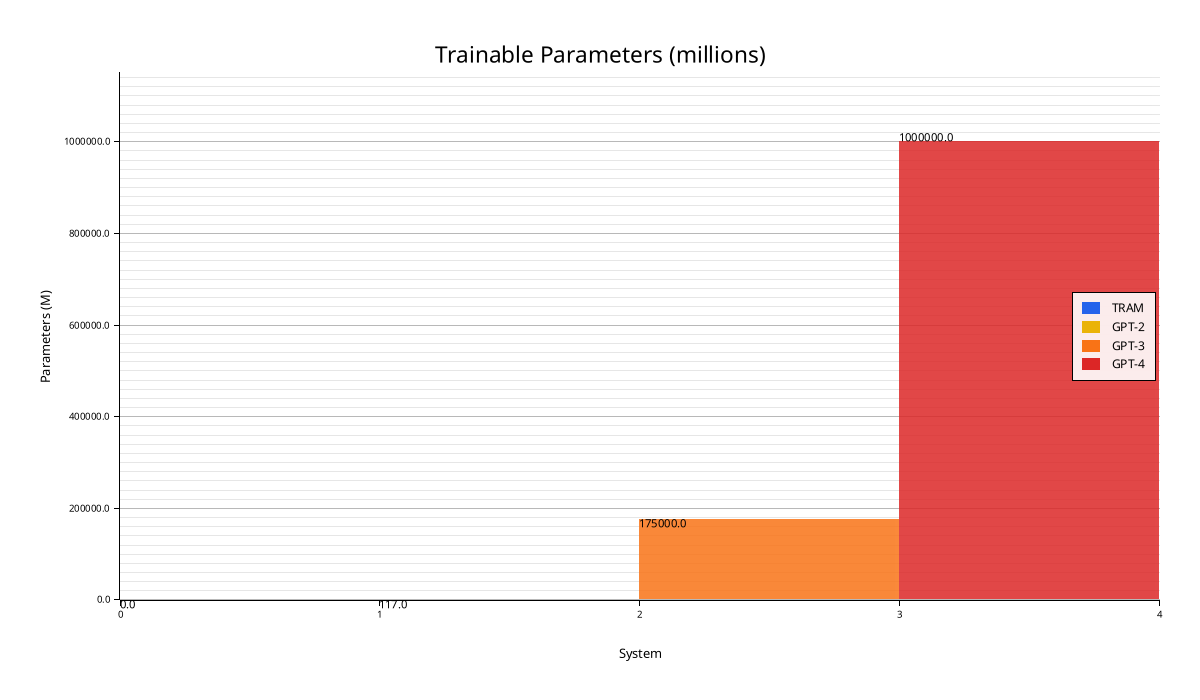 Trainable Parameters (millions)
1000000.0
1000000.0
800000.0
600000.0
400000.0
200000.0
0.0
Parameters (M)
TRAM
GPT-2
GPT-3
GPT-4
175000.0
0.0
117.0
0
1
2
3
4
System